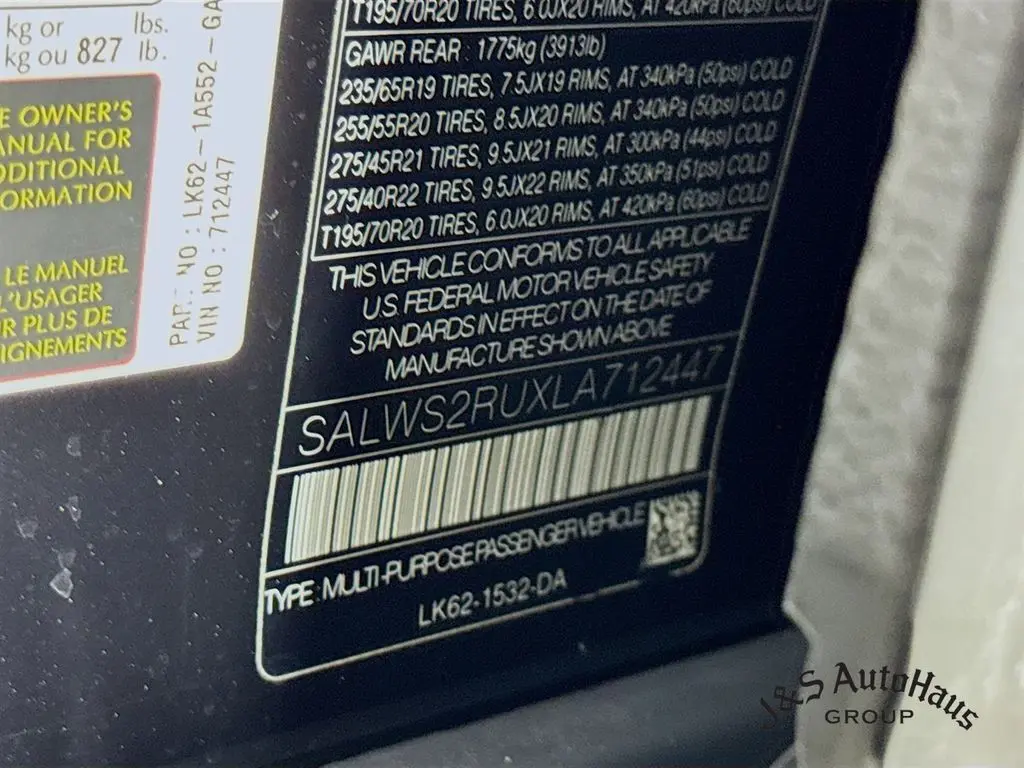 kg or lbs.
kg ou 827 lb.
E OWNER'S
ANUAL FOR
DDITIONAL
ORMATION
LE MANUEL
L'USAGER
R PLUS DE
IGNEMENTS
PART NO : LK62-1A552-GA
VIN NO : 712447
T195/70R20 TIRES, 6.0JX20 RIMS, AT 420kPa (60psi) COLD
GAWR REAR : 1775kg (3913lb)
235/65R19 TIRES, 7.5JX19 RIMS, AT 340kPa (50psi) COLD
255/55R20 TIRES, 8.5JX20 RIMS, AT 340kPa (50psi) COLD
275/45R21 TIRES, 9.5JX21 RIMS, AT 300kPa (44psi) COLD
275/40R22 TIRES, 9.5JX22 RIMS, AT 350kPa (51psi) COLD
T195/70R20 TIRES, 6.0JX20 RIMS, AT 420kPa (60psi) COLD
THIS VEHICLE CONFORMS TO ALL APPLICABLE
U.S. FEDERAL MOTOR VEHICLE SAFETY
STANDARDS IN EFFECT ON THE DATE OF
MANUFACTURE SHOWN ABOVE
SALWS2RUXLA712447
TYPE : MULTI-PURPOSE PASSENGER VEHICLE
LK62-1532-DA
J&S AutoHaus
GROUP